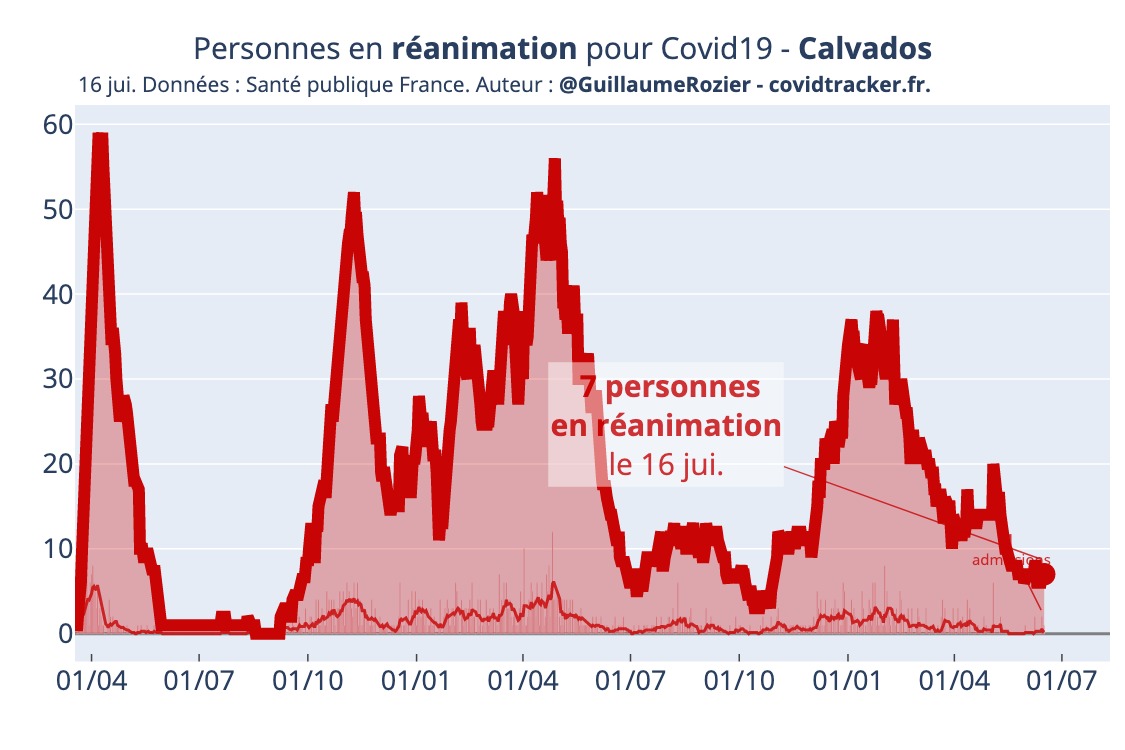 Personnes en réanimation pour Covid19 - Calvados
16 jui. Données : Santé publique France. Auteur : @GuillaumeRozier - covidtracker.fr.
60
50
40
30
20
10
0
7 personnes
en réanimation
le 16 jui.
admissions
01/04 01/07 01/10 01/01 01/04 01/07 01/10 01/01 01/04 01/07